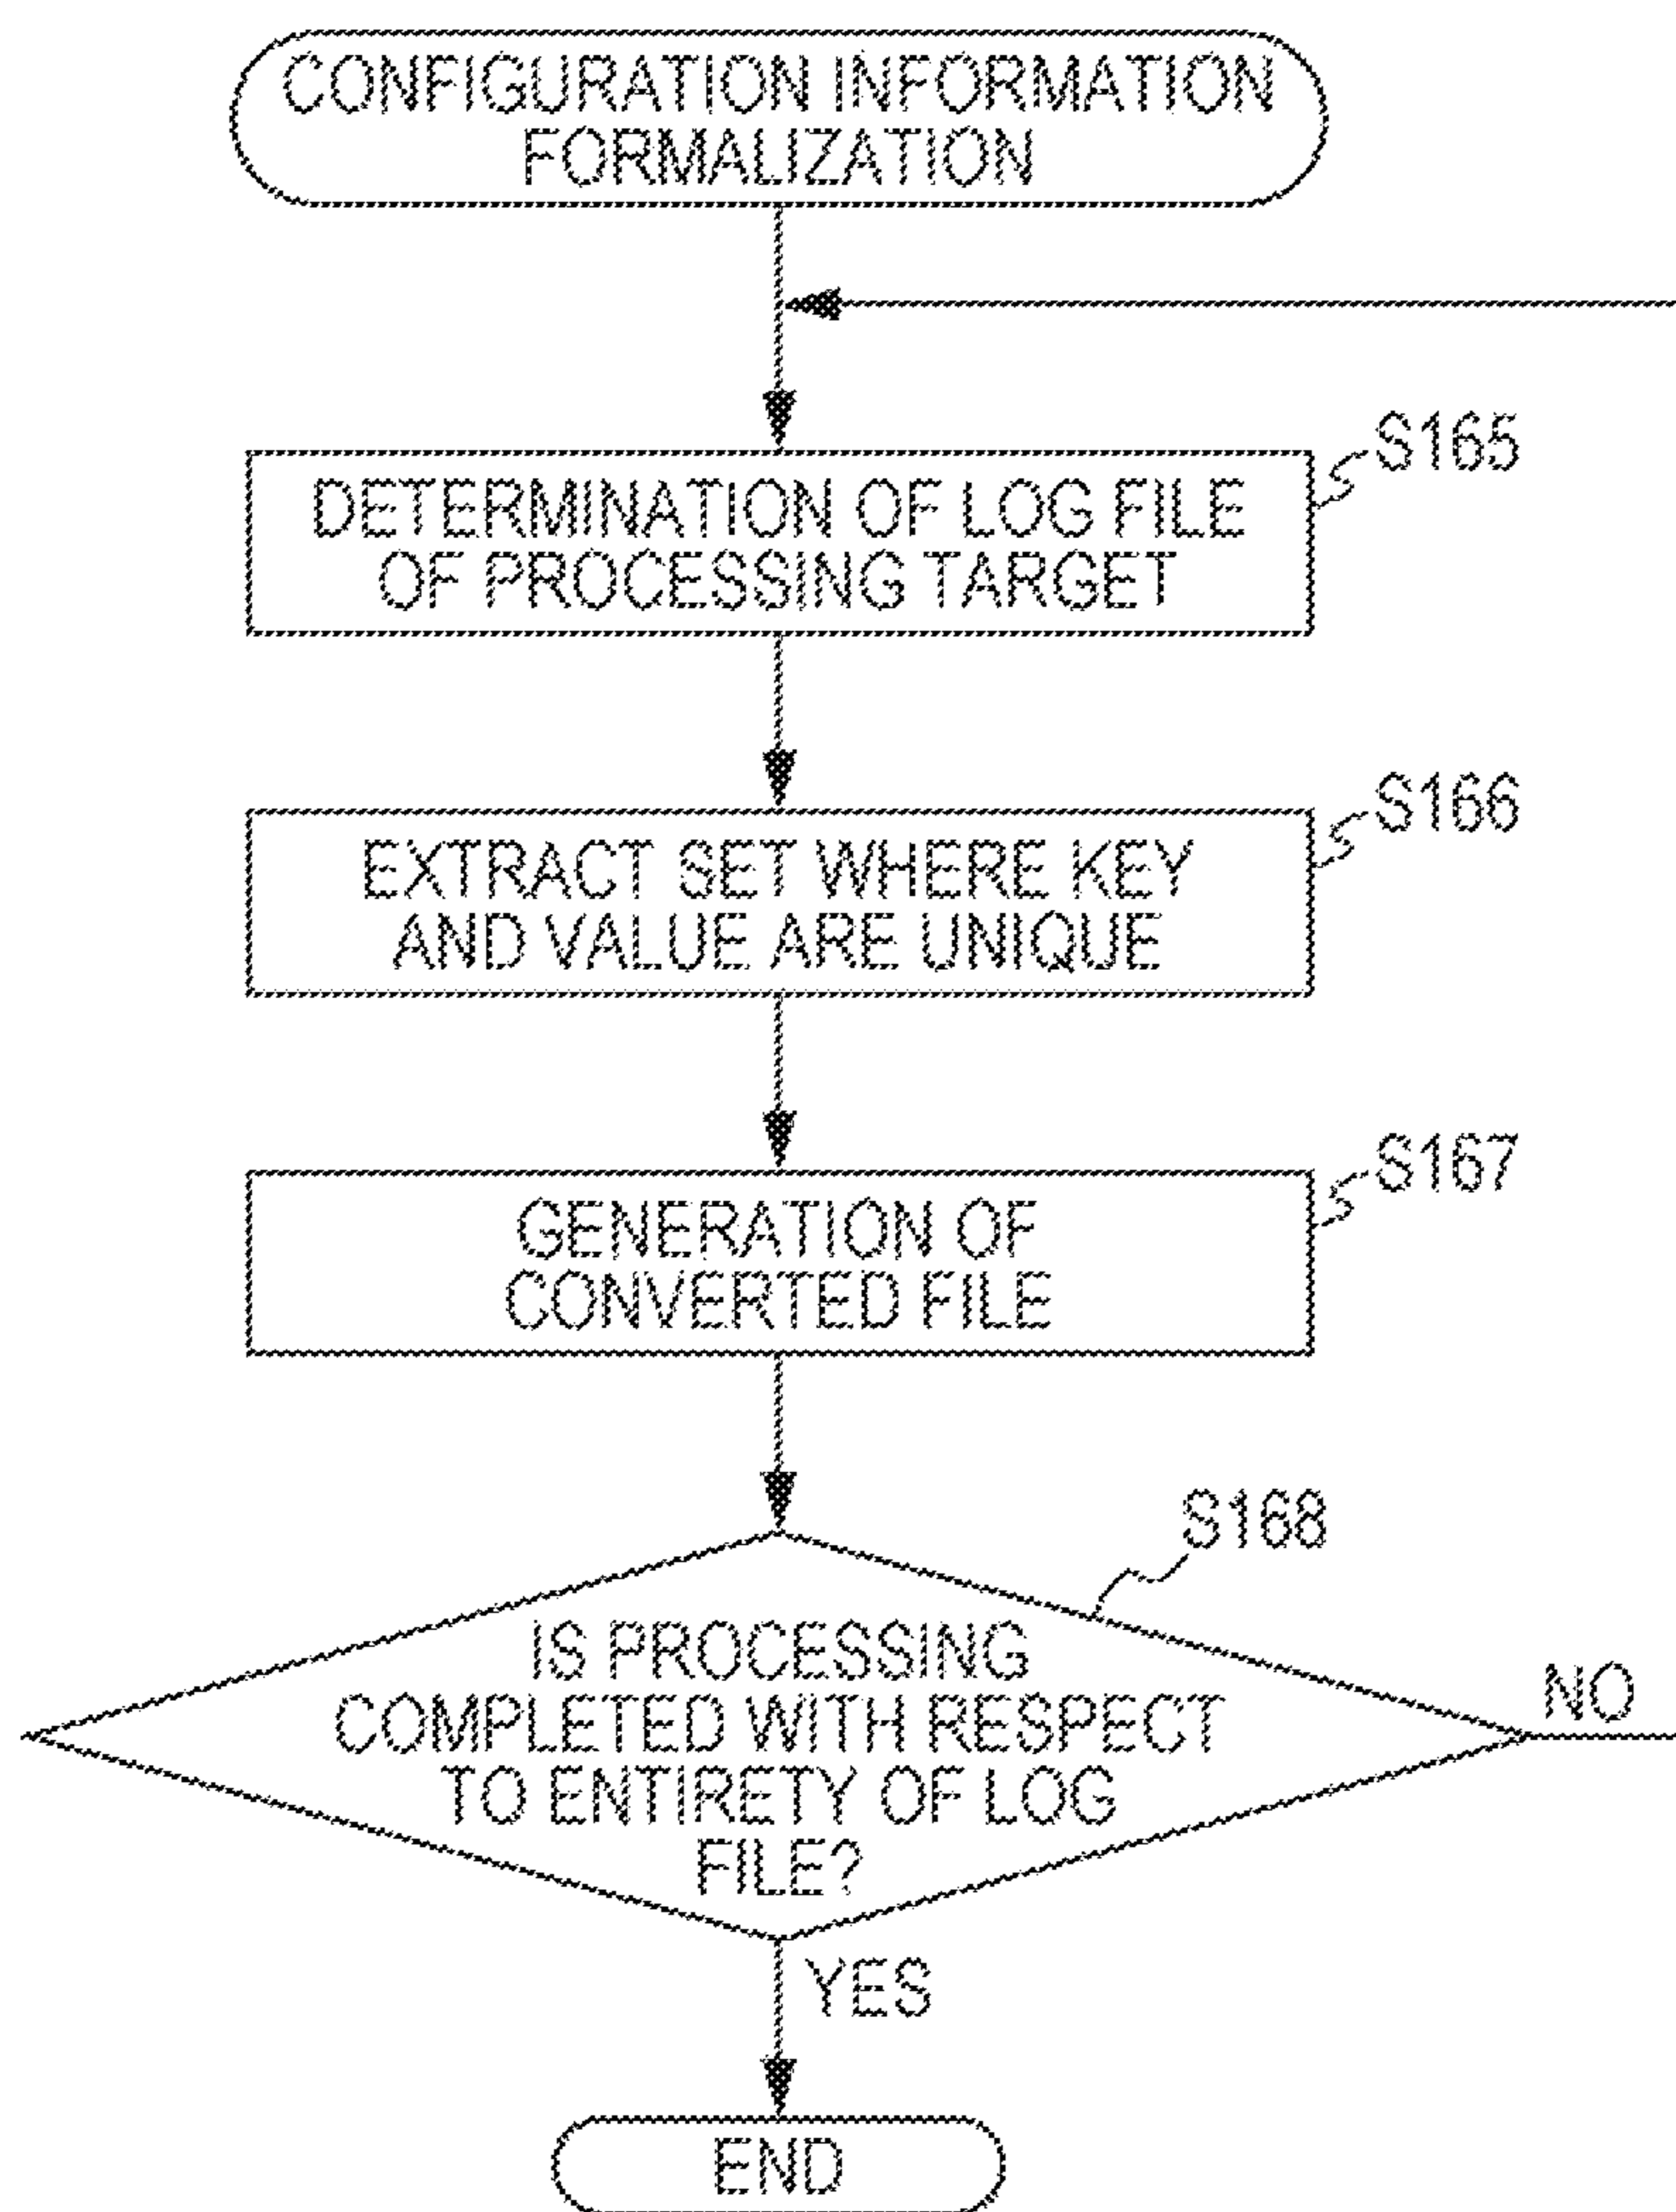 CONFIGURATION INFORMATION
FORMALIZATION
S165
DETERMINATION OF LOG FILE
OF PROCESSING TARGET
S166
EXTRACT SET WHERE KEY
AND VALUE ARE UNIQUE
S167
GENERATION OF
CONVERTED FILE
S168
IS PROCESSING
COMPLETED WITH RESPECT
TO ENTIRETY OF LOG
FILE?
NO
YES
END